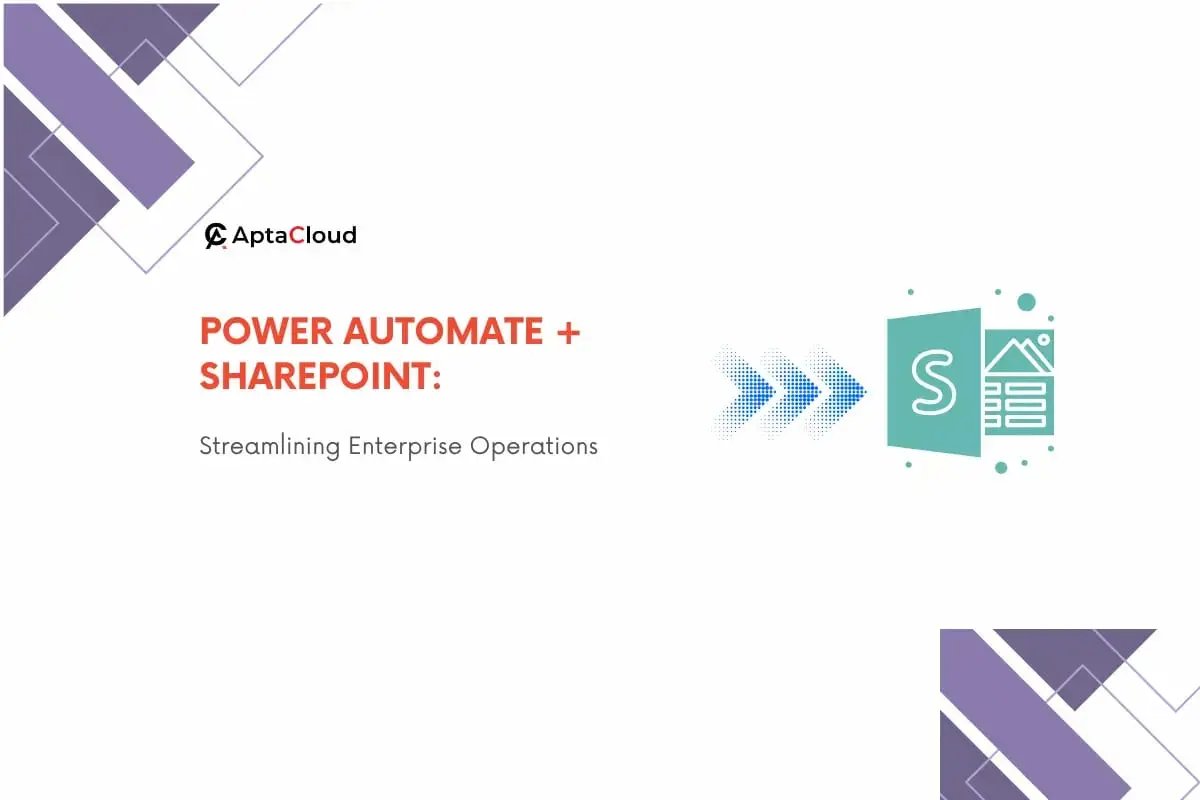 AptaCloud
POWER AUTOMATE +
SHAREPOINT:
Streamlining Enterprise Operations
S